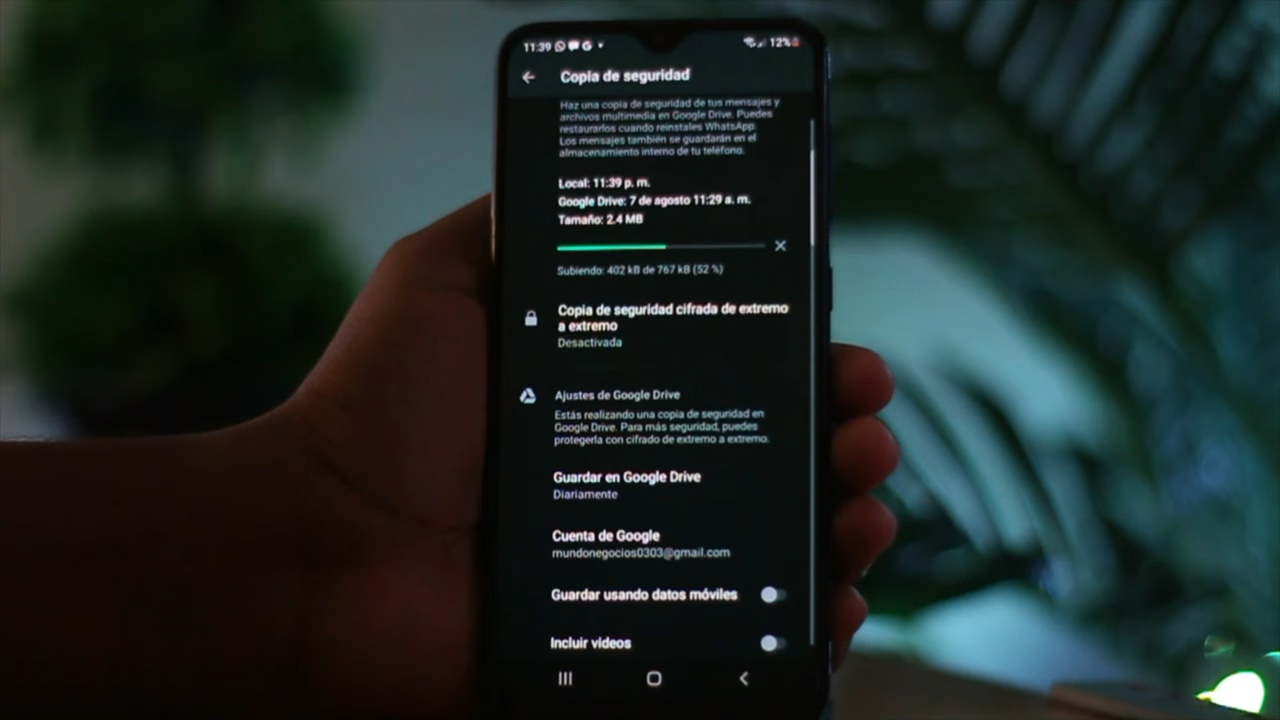 11:39
12%
Copia de seguridad
Haz una copia de seguridad de tus mensajes y
archivos multimedia en Google Drive. Puedes
restaurarlos cuando reinstales WhatsApp.
Los mensajes también se guardarán en el
almacenamiento interno de tu teléfono.
Local: 11:39 p. m.
Google Drive: 7 de agosto 11:29 a. m.
Tamaño: 2.4 MB
Subiendo: 402 kB de 767 kB (52 %)
Copia de seguridad cifrada de extremo
a extremo
Desactivada
Ajustes de Google Drive
Estás realizando una copia de seguridad en
Google Drive. Para más seguridad, puedes
protegerla con cifrado de extremo a extremo.
Guardar en Google Drive
Diariamente
Cuenta de Google
mundonegocios0303@gmail.com
Guardar usando datos móviles
Incluir videos